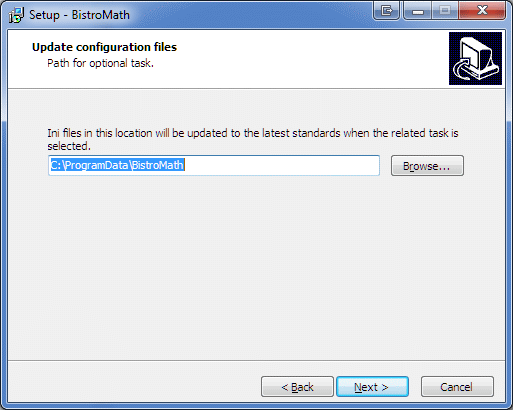 Setup - BistroMath
Update configuration files
Path for optional task.
Ini files in this location will be updated to the latest standards when the related task is
selected.
C:\ProgramData\BistroMath
Browse...
< Back
Next >
Cancel